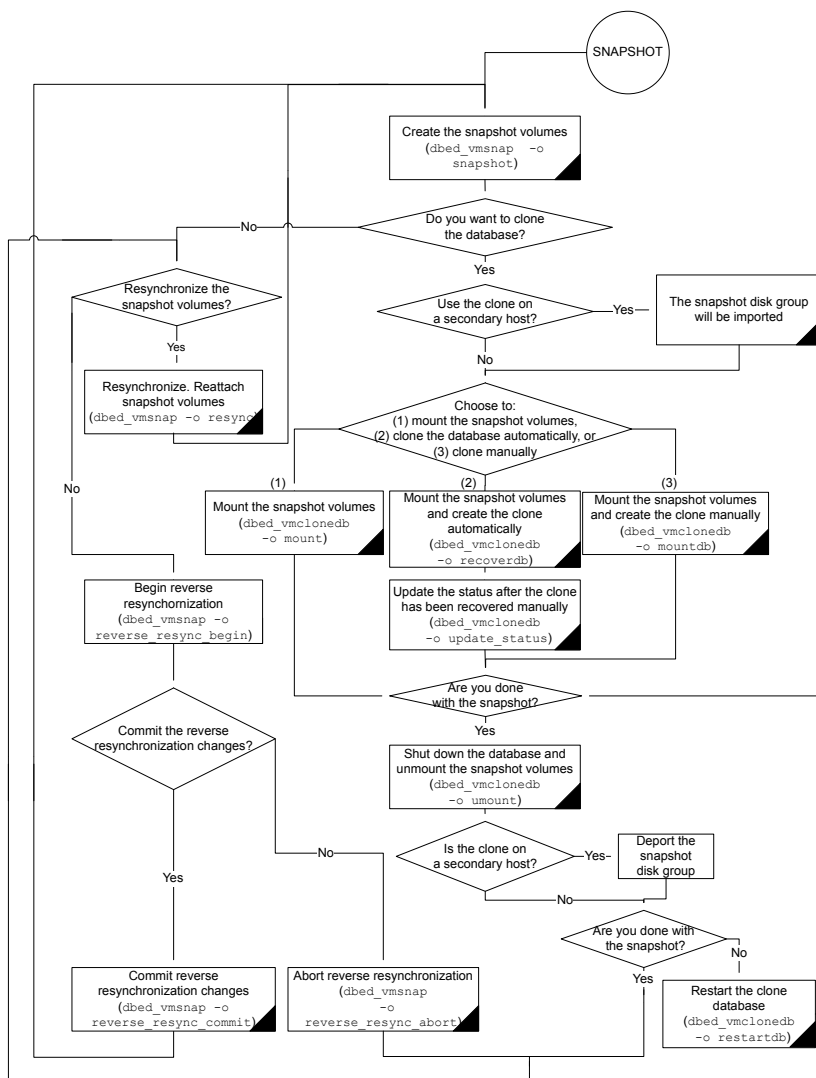 SNAPSHOT
Create the snapshot volumes
(dbed_vmsnap -o
snapshot)
No
Do you want to clone
the database?
Yes
Resynchronize the
snapshot volumes?
Use the clone on
a secondary host?
Yes
The snapshot disk group
will be imported
Yes
No
Resynchronize. Reattach
snapshot volumes
(dbed_vmsnap -o resync)
Choose to:
(1) mount the snapshot volumes,
(2) clone the database automatically, or
(3) clone manually
No
(1)
(2)
(3)
Mount the snapshot volumes
(dbed_vmclonedb
-o mount)
Mount the snapshot volumes
and create the clone
automatically
(dbed_vmclonedb
-o recoverdb)
Mount the snapshot volumes
and create the clone manually
(dbed_vmclonedb
-o mountdb)
Begin reverse
resynchornization
(dbed_vmsnap -o
reverse_resync_begin)
Update the status after the clone
has been recovered manually
(dbed_vmclonedb
-o update_status)
Are you done
with the snapshot?
Yes
Commit the reverse
resynchronization changes?
Shut down the database and
unmount the snapshot volumes
(dbed_vmclonedb
-o umount)
Yes
No
Is the clone on
a secondary host?
Yes
Deport the
snapshot
disk group
No
Are you done with
the snapshot?
No
Yes
Commit reverse
resynchronization changes
(dbed_vmsnap -o
reverse_resync_commit)
Abort reverse resynchronization
(dbed_vmsnap
-o
reverse_resync_abort)
Restart the clone
database
(dbed_vmclonedb
-o restartdb)